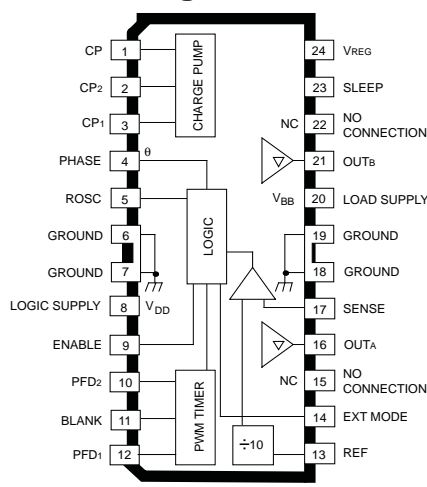 CP 1
CP2 2
CP1 3
PHASE 4 θ
ROSC 5
GROUND 6
GROUND 7
LOGIC SUPPLY 8 VDD
ENABLE 9
PFD2 10
BLANK 11
PFD1 12
CHARGE PUMP
LOGIC
PWM TIMER
÷10
24 VREG
23 SLEEP
NC 22 NO
CONNECTION
21 OUTB
VBB 20 LOAD SUPPLY
19 GROUND
18 GROUND
17 SENSE
16 OUTA
NC 15 NO
CONNECTION
14 EXT MODE
13 REF